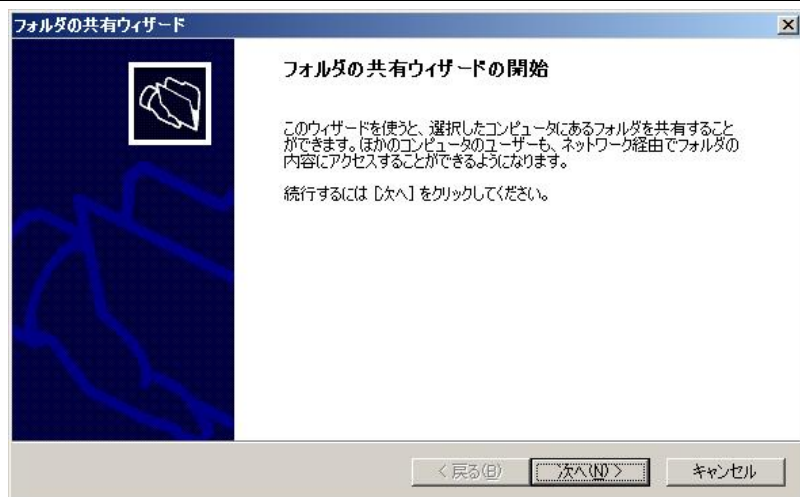 フォルダの共有ウィザード
フォルダの共有ウィザードの開始
このウィザードを使うと、選択したコンピュータにあるフォルダを共有すること
ができます。ほかのコンピュータのユーザーも、ネットワーク経由でフォルダの
内容にアクセスすることができるようになります。
続行するには [次へ] をクリックしてください。
< 戻る(B) 次へ(N) > キャンセル